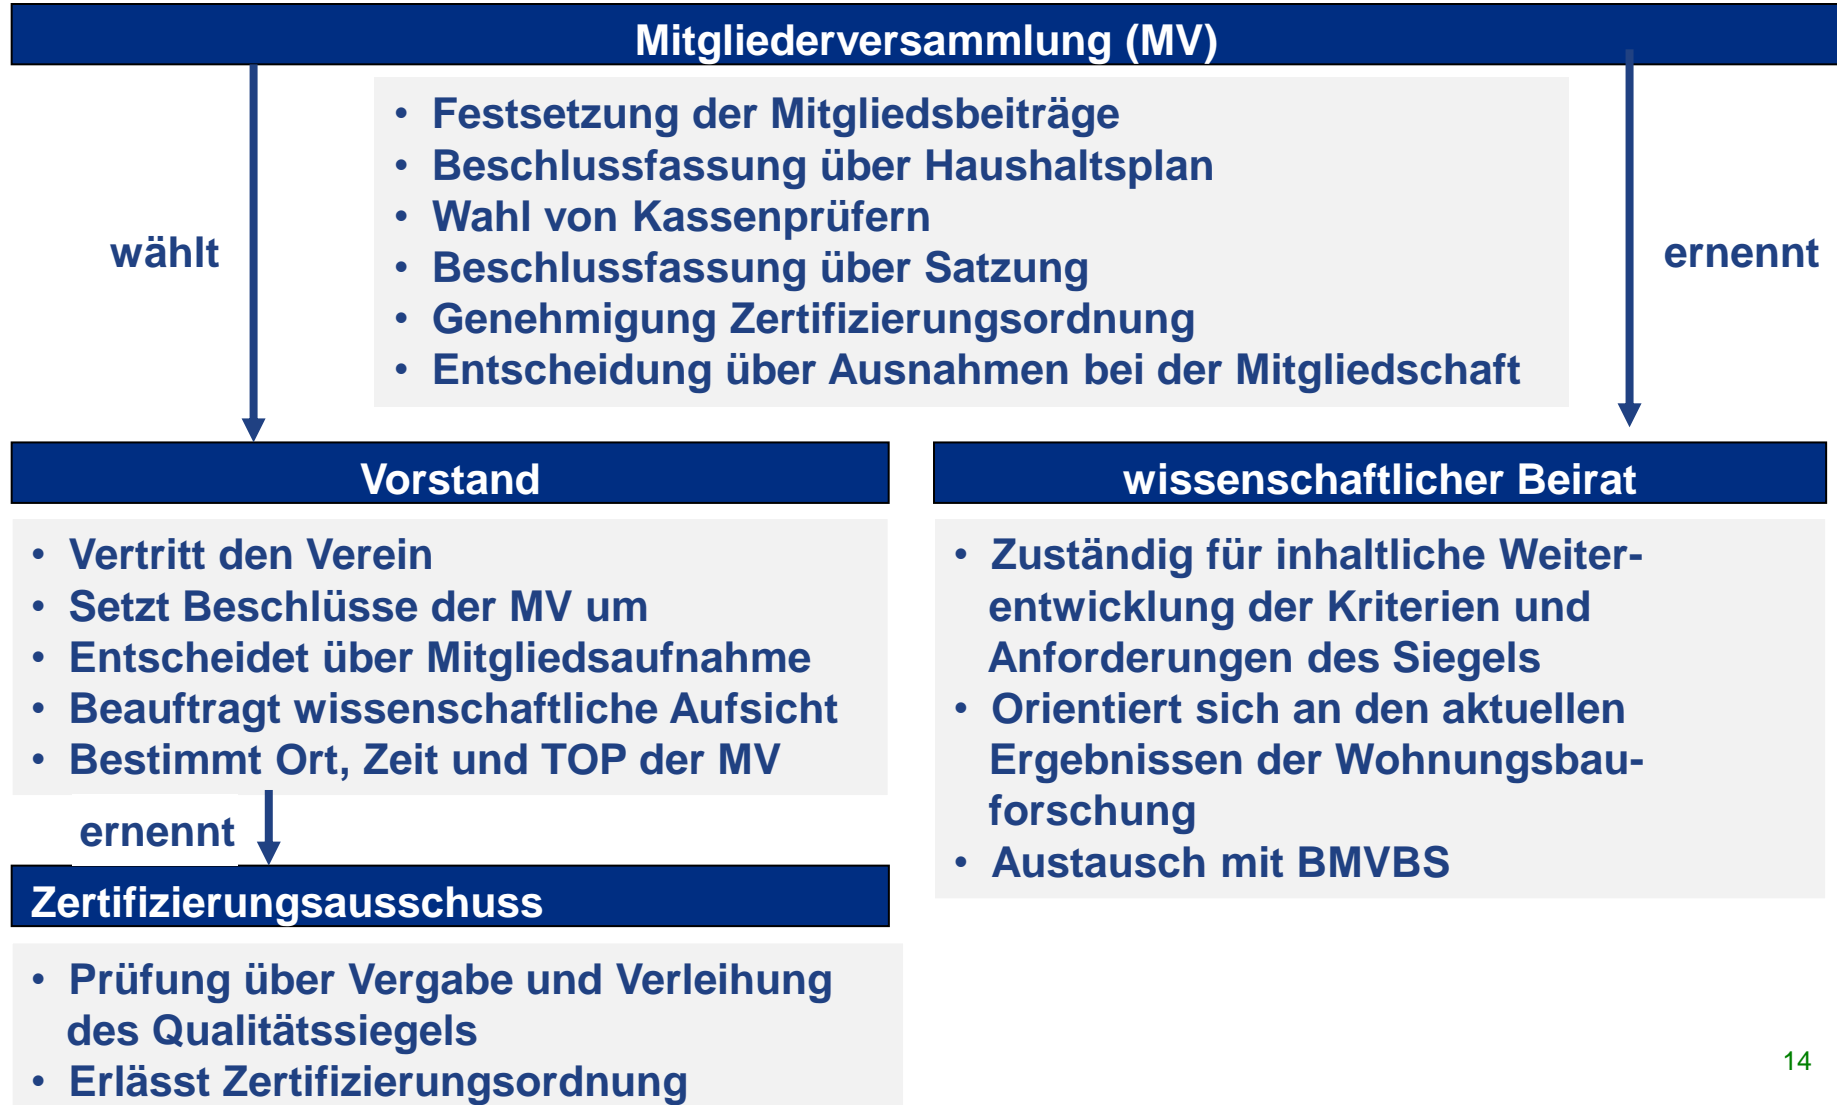 Mitgliederversammlung (MV)
• Festsetzung der Mitgliedsbeiträge
• Beschlussfassung über Haushaltsplan
• Wahl von Kassenprüfern
• Beschlussfassung über Satzung
• Genehmigung Zertifizierungsordnung
• Entscheidung über Ausnahmen bei der Mitgliedschaft
wählt
ernennt
Vorstand
• Vertritt den Verein
• Setzt Beschlüsse der MV um
• Entscheidet über Mitgliedsaufnahme
• Beauftragt wissenschaftliche Aufsicht
• Bestimmt Ort, Zeit und TOP der MV
ernennt
Zertifizierungsausschuss
• Prüfung über Vergabe und Verleihung
des Qualitätssiegels
• Erlässt Zertifizierungsordnung
wissenschaftlicher Beirat
• Zuständig für inhaltliche Weiter-
entwicklung der Kriterien und
Anforderungen des Siegels
• Orientiert sich an den aktuellen
Ergebnissen der Wohnungsbau-
forschung
• Austausch mit BMVBS
14